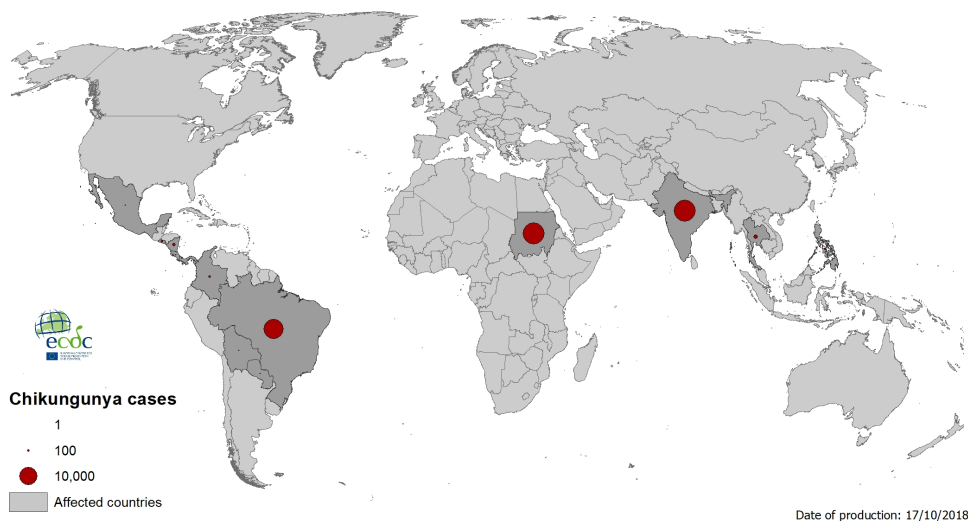 ecdc
Chikungunya cases
1
100
10,000
Affected countries
Date of production: 17/10/2018